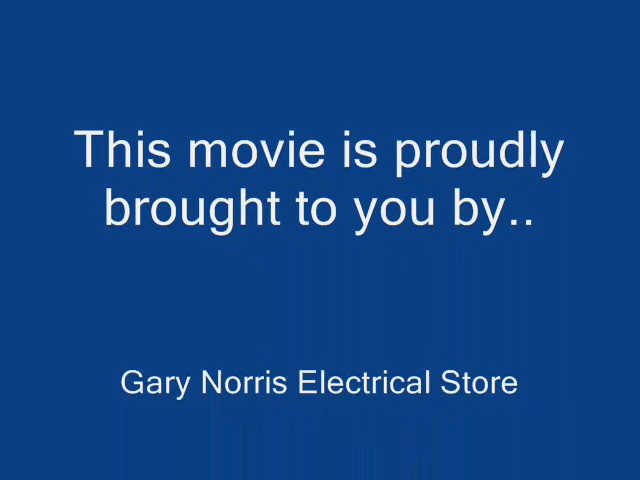 This movie is proudly
brought to you by..
Gary Norris Electrical Store